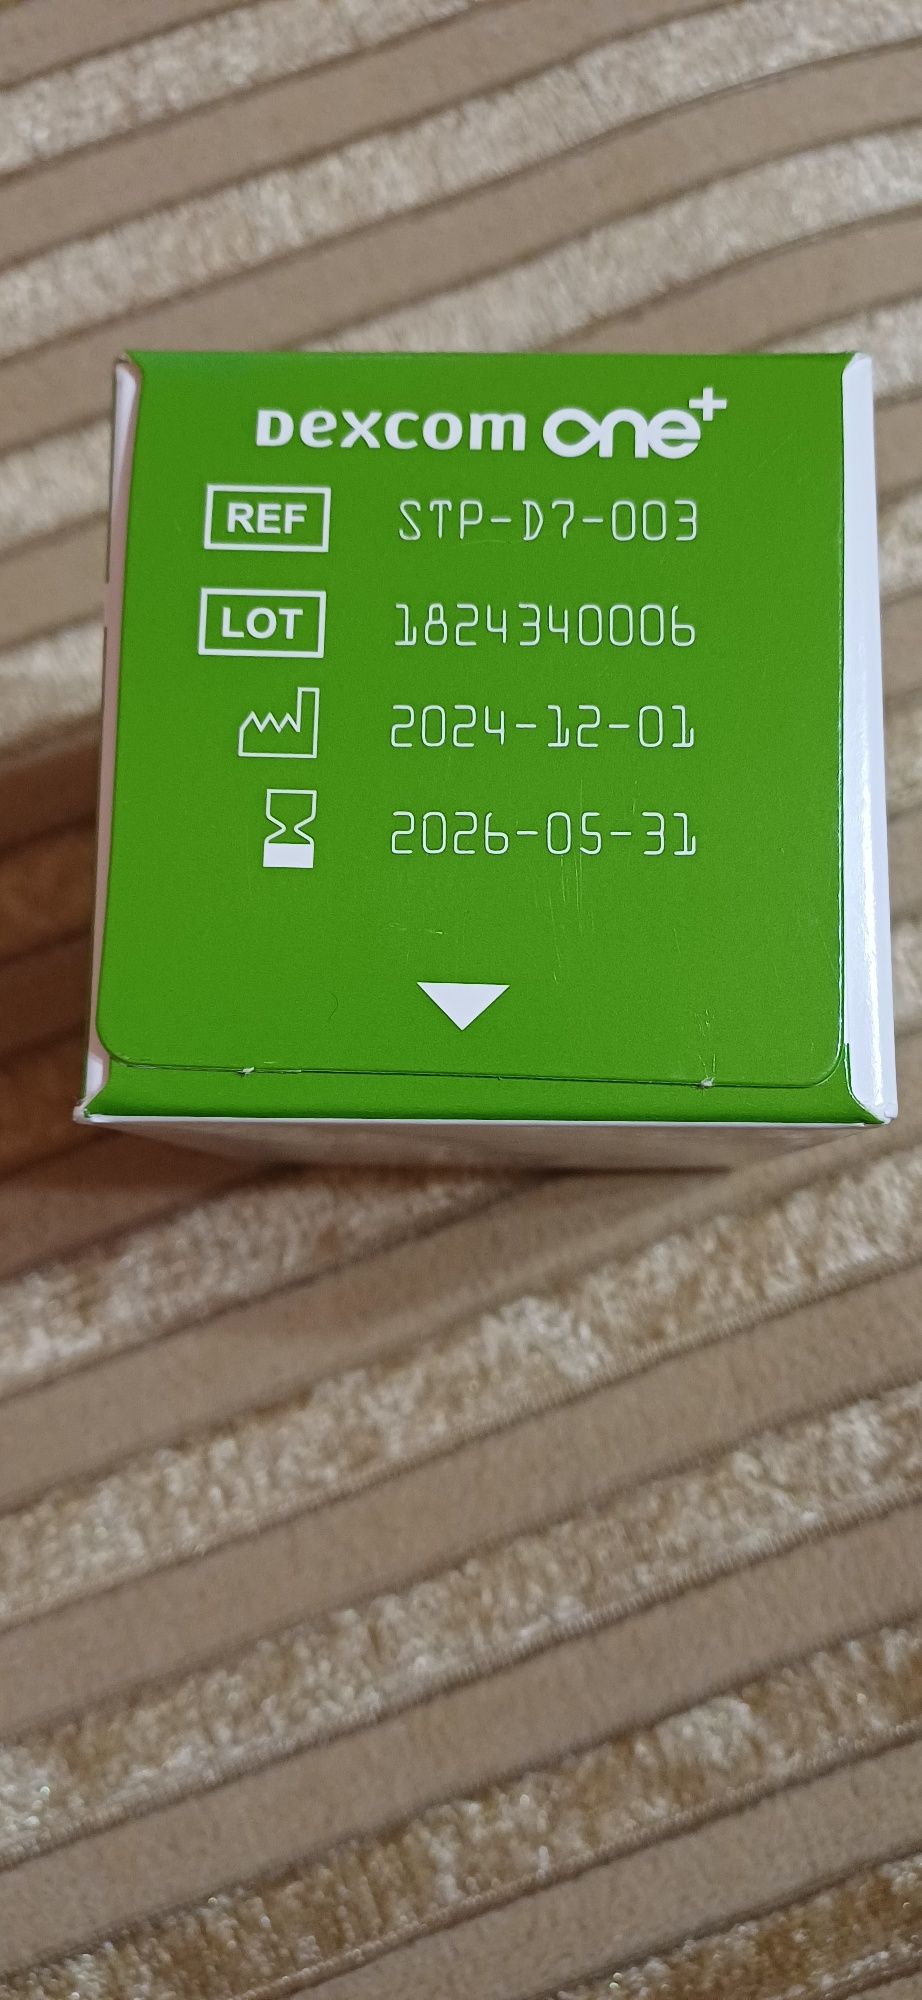 Dexcom one+
REF STP-D7-003
LOT 1824340006
2024-12-01
2026-05-31